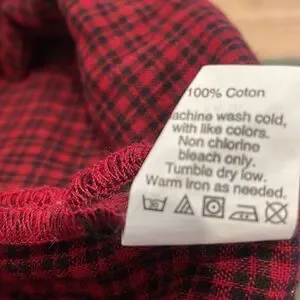 100% Coton
achine wash cold,
with like colors.
Non chlorine
bleach only.
Tumble dry low.
Warm iron as needed.